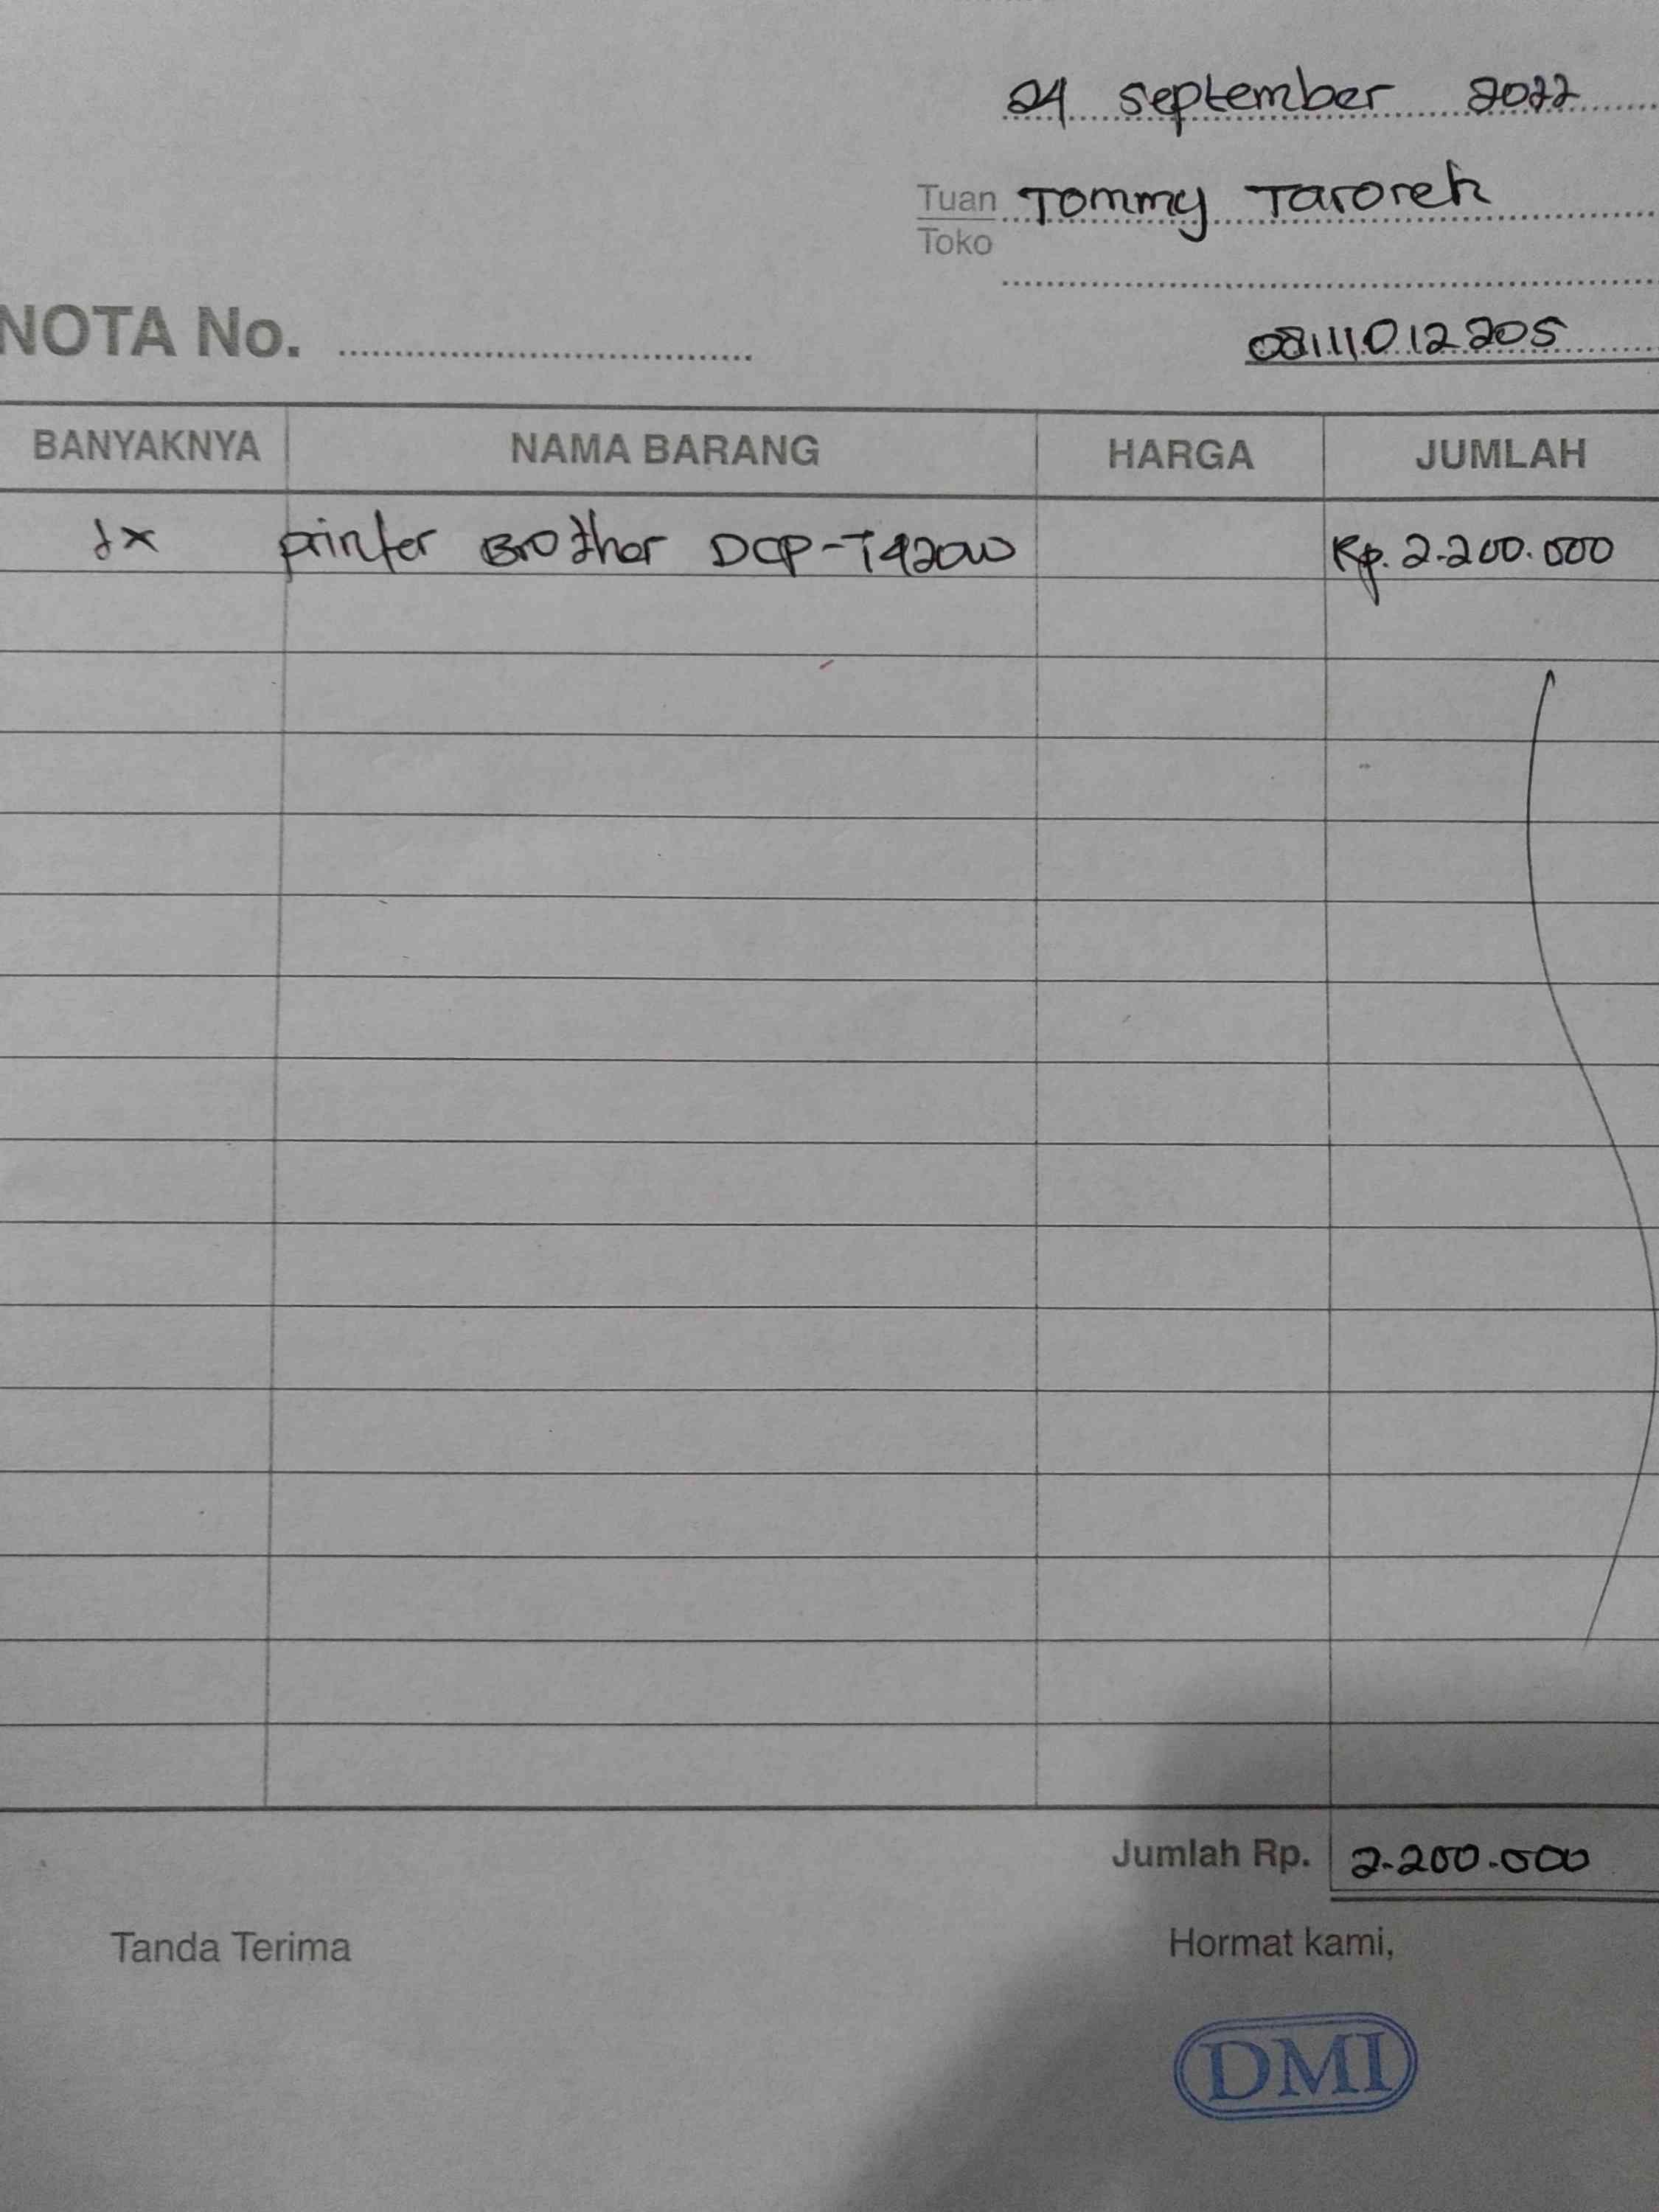 24 september 2022
Tuan Tommy Taroreh
Toko
NOTA No.
08111012205
BANYAKNYA NAMA BARANG HARGA JUMLAH
1x printer Brother DCP-T420W Rp. 2.200.000
Jumlah Rp. 2.200.000
Tanda Terima Hormat kami,
DMI